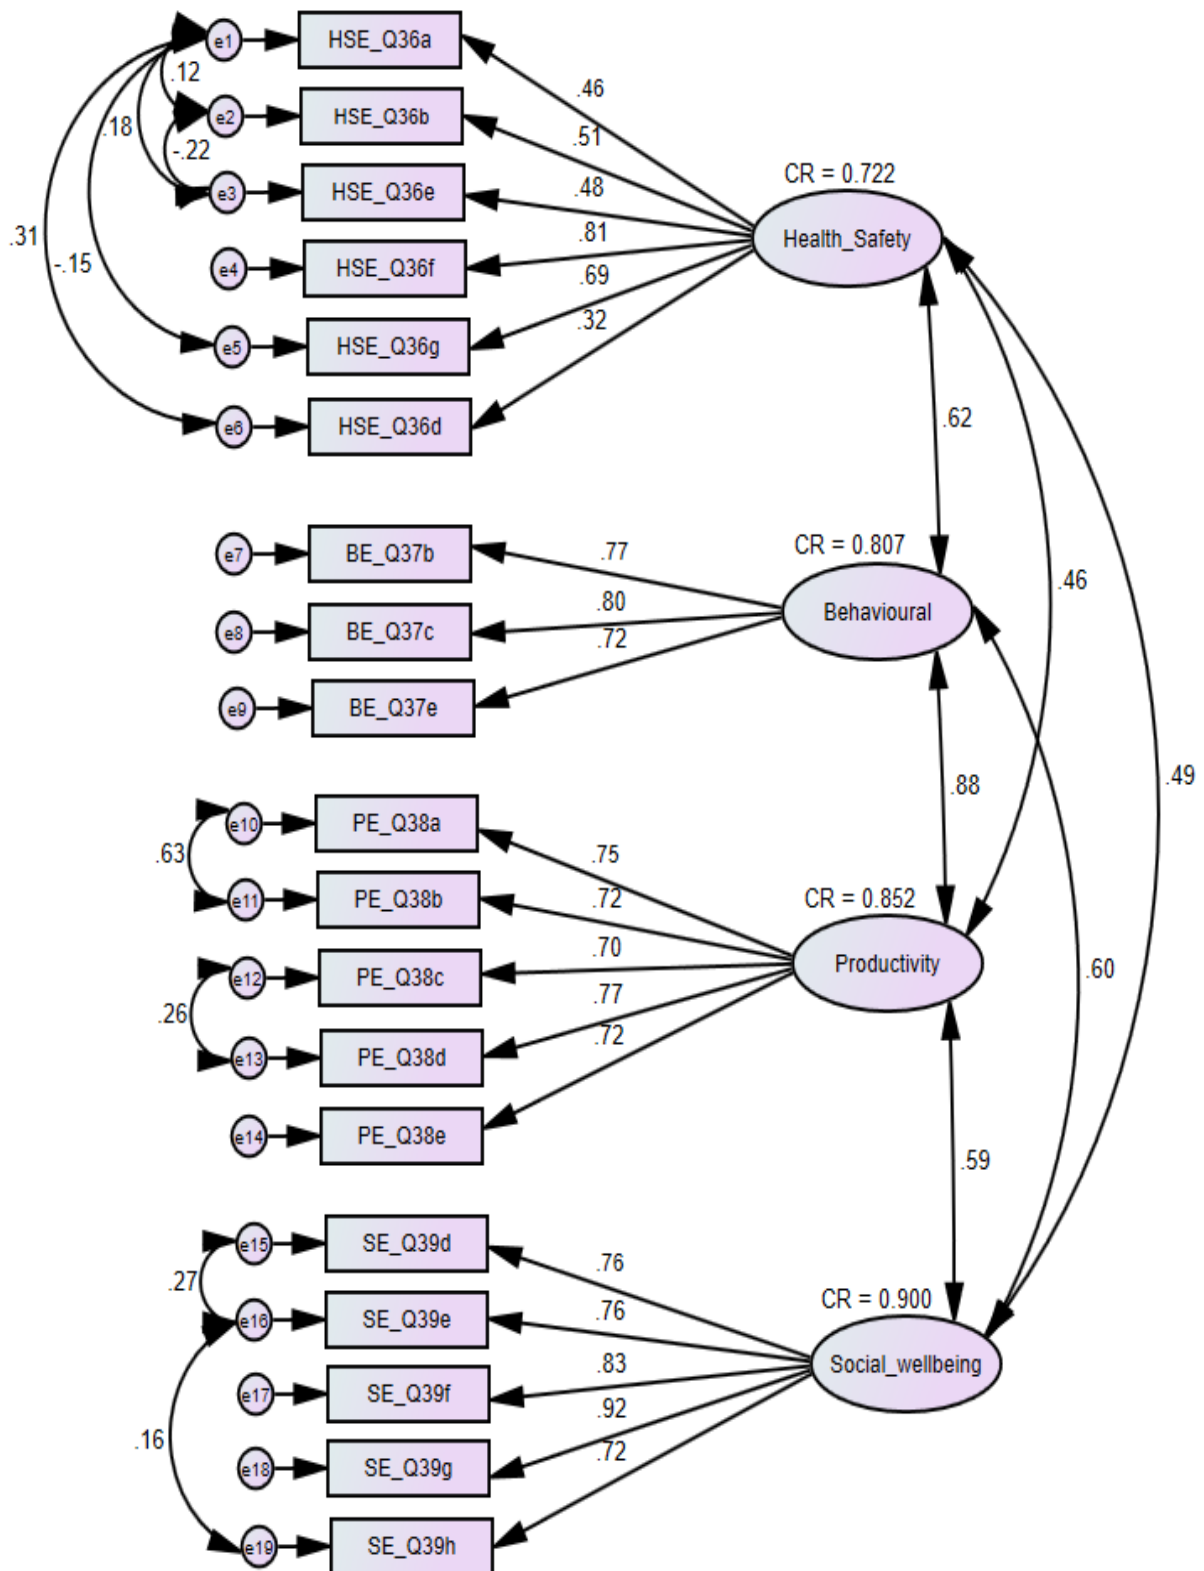 e1
HSE_Q36a
.12
.46
e2
HSE_Q36b
.18
.51
-.22
CR = 0.722
e3
HSE_Q36e
.48
.31
.81
Health_Safety
-.15
e4
HSE_Q36f
.69
.32
e5
HSE_Q36g
e6
HSE_Q36d
.62
e7
BE_Q37b
.77
CR = 0.807
.46
e8
BE_Q37c
.80
Behavioural
.72
e9
BE_Q37e
.49
.88
e10
PE_Q38a
.63
.75
e11
PE_Q38b
.72
CR = 0.852
.70
e12
PE_Q38c
Productivity
.60
.77
.26
.72
e13
PE_Q38d
e14
PE_Q38e
.59
e15
SE_Q39d
.76
.27
CR = 0.900
e16
SE_Q39e
.76
.83
Social_wellbeing
e17
SE_Q39f
.92
.16
.72
e18
SE_Q39g
e19
SE_Q39h